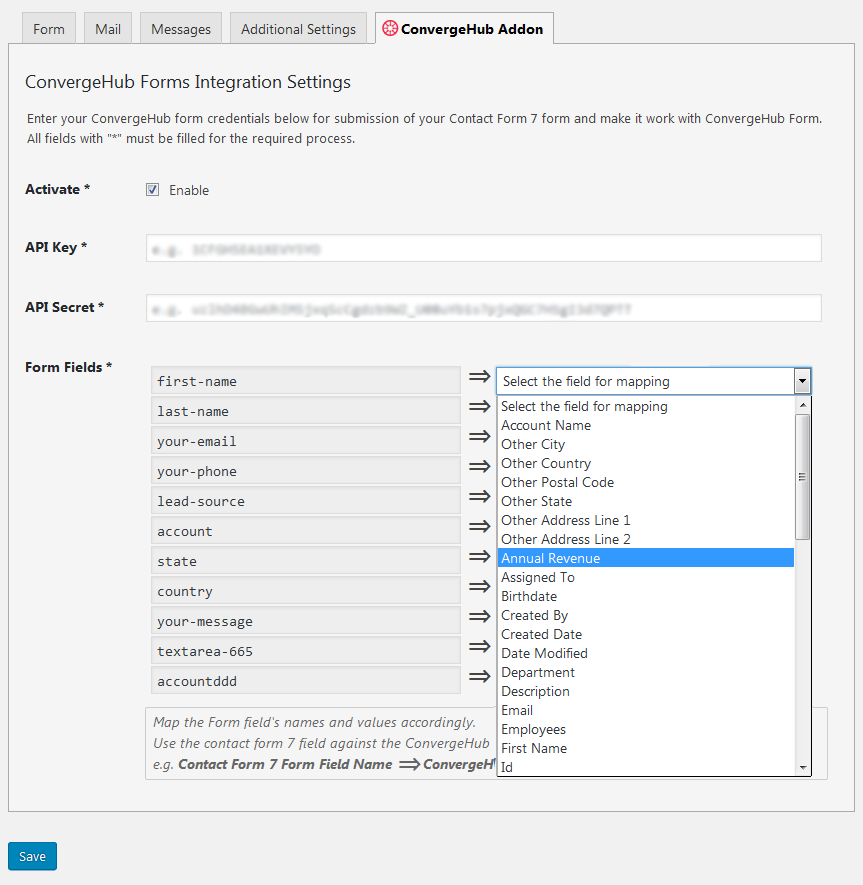 Form Mail Messages Additional Settings ConvergeHub Addon
ConvergeHub Forms Integration Settings
Enter your ConvergeHub form credentials below for submission of your Contact Form 7 form and make it work with ConvergeHub Form.
All fields with "*" must be filled for the required process.
Activate * Enable
API Key * e.g.
API Secret * e.g.
Form Fields *
first-name ⇒ Select the field for mapping
last-name ⇒
your-email ⇒
your-phone ⇒
lead-source ⇒
account ⇒
state ⇒
country ⇒
your-message ⇒
textarea-665 ⇒
accountddd ⇒
Select the field for mapping
Account Name
Other City
Other Country
Other Postal Code
Other State
Other Address Line 1
Other Address Line 2
Annual Revenue
Assigned To
Birthdate
Created By
Created Date
Date Modified
Department
Description
Email
Employees
First Name
Id
Map the Form field's names and values accordingly.
Use the contact form 7 field against the ConvergeHub
e.g. Contact Form 7 Form Field Name ⇒ ConvergeH
Save